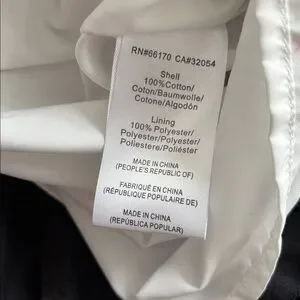 RN#66170 CA#32054
Shell
100%Cotton/
Coton/Baumwolle/
Cotone/Algodón
Lining
100% Polyester/
Polyester/Polyester/
Poliestere/Poliéster
MADE IN CHINA
(PEOPLE'S REPUBLIC OF)
FABRIQUÉ EN CHINA
(RÉPUBLIQUE POPULAIRE DE)
MADE IN CHINA
(REPÚBLICA POPULAR)